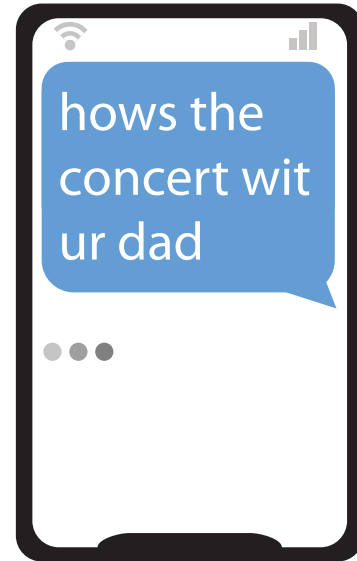 hows the
concert wit
ur dad